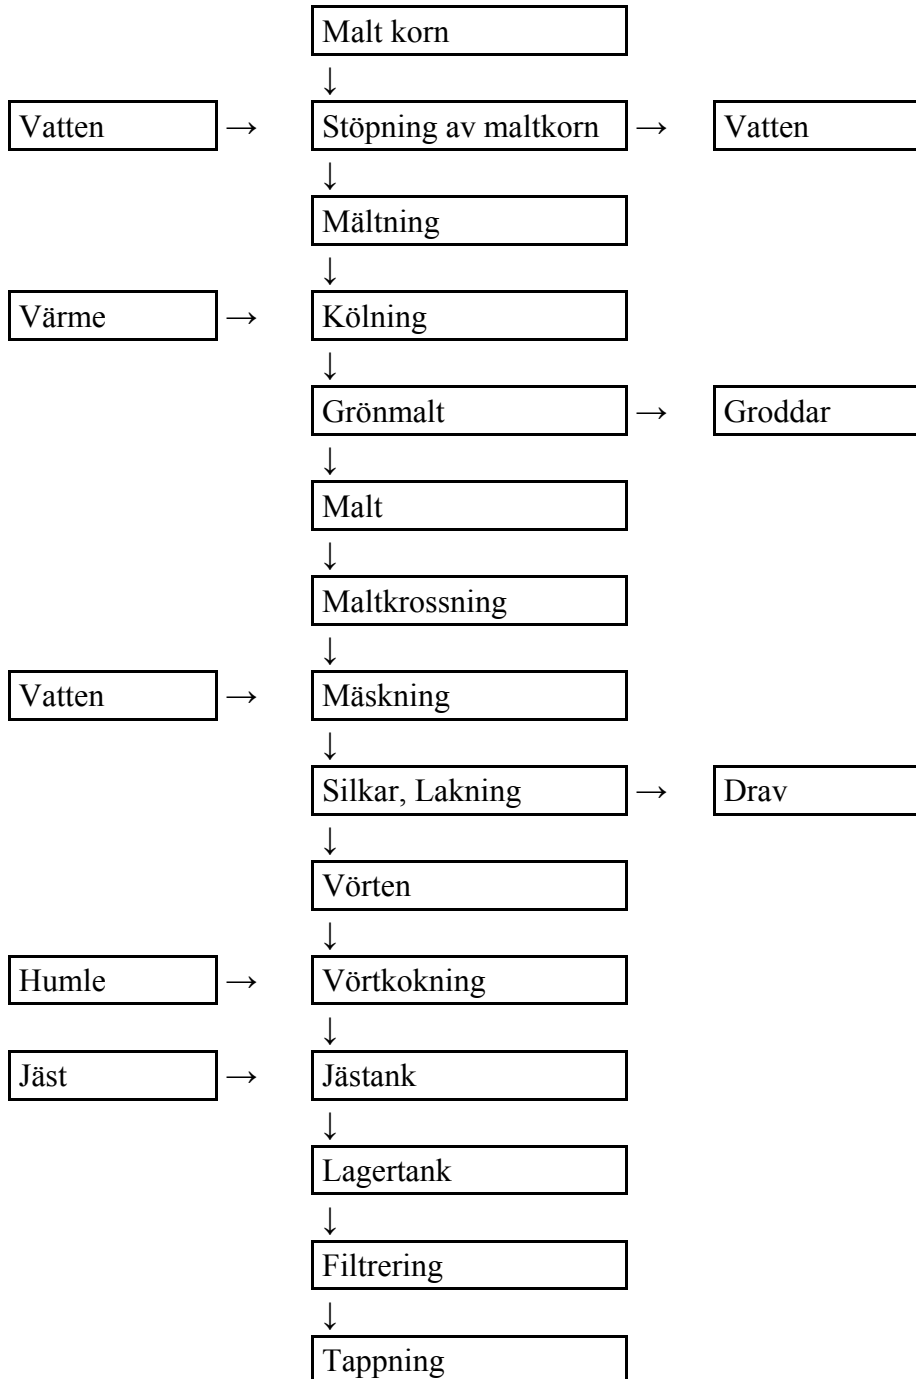 Malt korn
↓
Vatten → Stöpning av maltkorn → Vatten
↓
Mältning
↓
Värme → Kölning
↓
Grönmalt → Groddar
↓
Malt
↓
Maltkrossning
↓
Vatten → Mäskning
↓
Silkar, Lakning → Drav
↓
Vörten
↓
Humle → Vörtkokning
↓
Jäst → Jästank
↓
Lagertank
↓
Filtrering
↓
Tappning